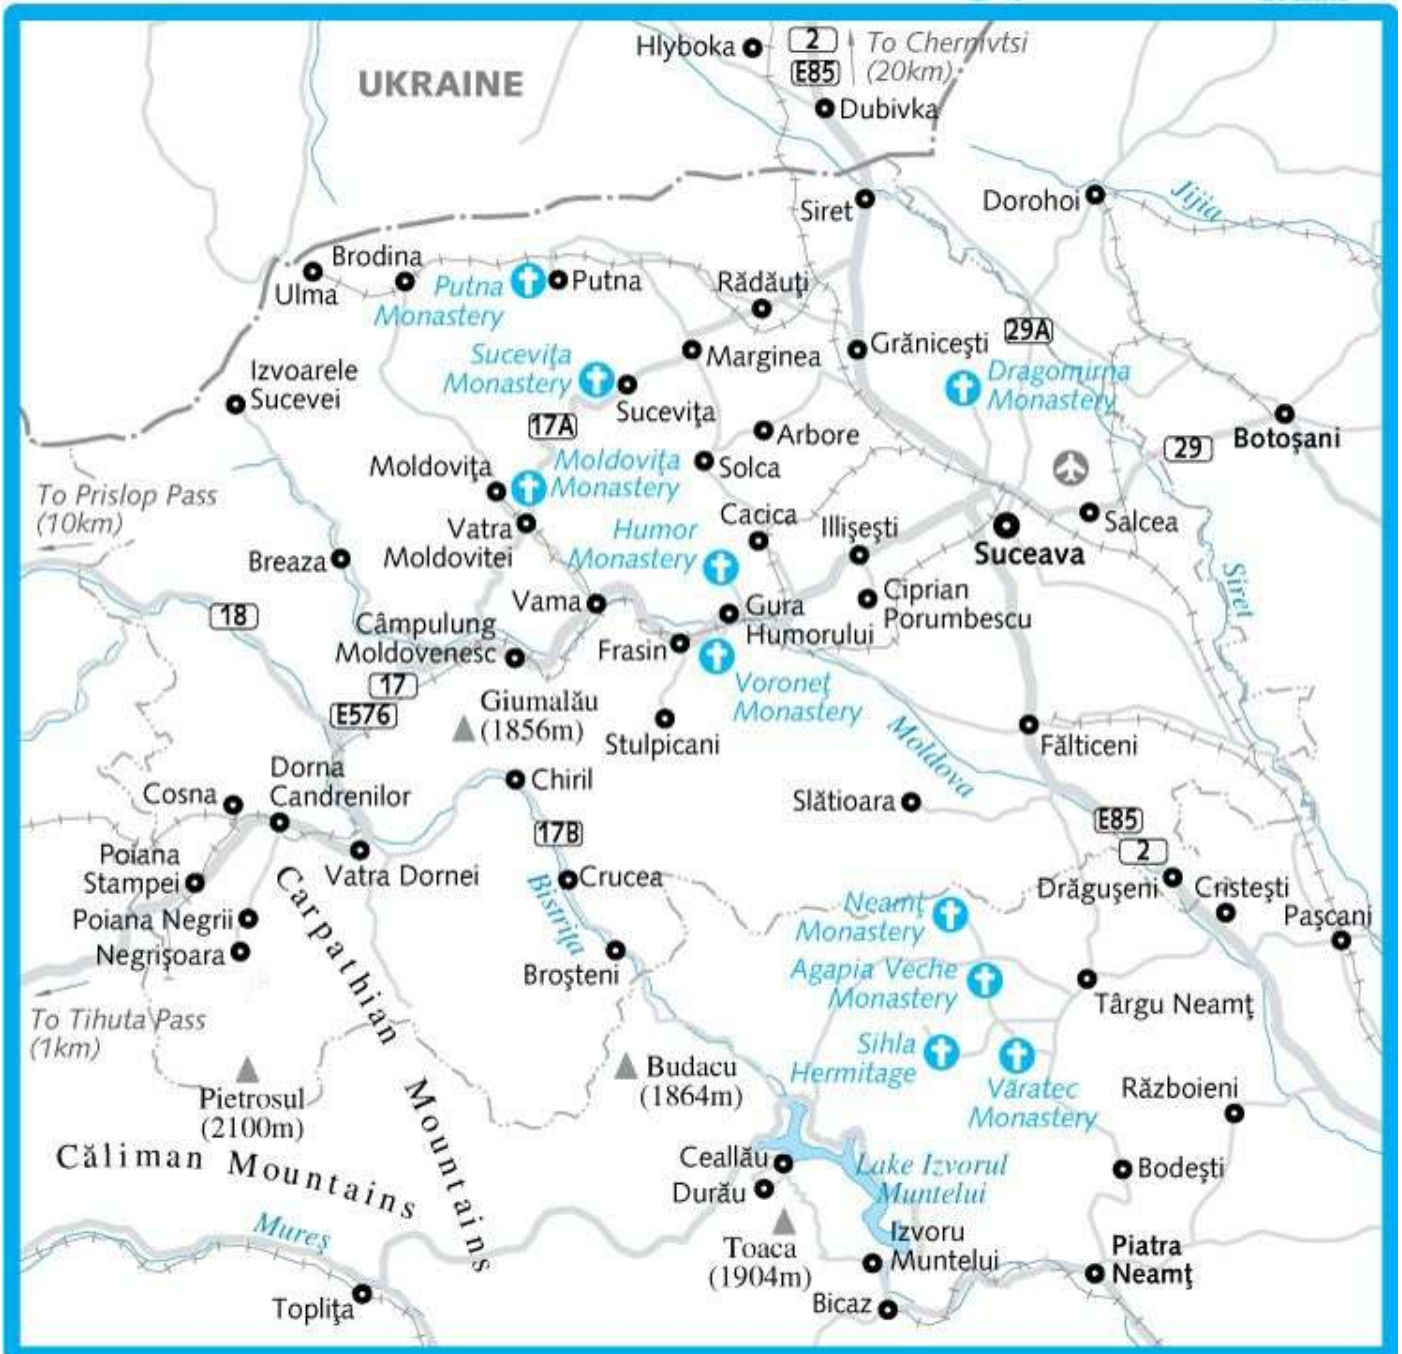 Hlyboka
2
E85
To Chernivtsi
(20km)
UKRAINE
Dubivka
Siret
Dorohoi
Jijia
Brodina
Ulma
Putna
Monastery
Putna
Rădăuţi
29A
Suceviţa
Monastery
Marginea
Grăniceşti
Izvoarele
Sucevei
Suceviţa
Dragomirna
Monastery
17A
Arbore
Botoşani
29
Moldoviţa
Moldoviţa
Monastery
Solca
To Prislop Pass
(10km)
Vatra
Moldovitei
Humor
Monastery
Cacica
Illişeşti
Salcea
Suceava
Breaza
Siret
Vama
Gura
Humorului
Ciprian
Porumbescu
18
Câmpulung
Moldovenesc
Frasin
17
E576
Voroneţ
Monastery
Giumalău
(1856m)
Stulpicani
Moldova
Fălticeni
Dorna
Candrenilor
Cosna
Chiril
Slătioara
E85
2
17B
Poiana
Stampei
Vatra Dornei
Crucea
Drăguşeni
Cristeşti
Paşcani
Poiana Negrii
Negrişoara
Carpathian Mountains
Bistriţa
Broşteni
Neamţ
Monastery
Agapia Veche
Monastery
Târgu Neamţ
To Tihuta Pass
(1km)
Sihla
Hermitage
Văratec
Monastery
Pietrosul
(2100m)
Budacu
(1864m)
Războieni
Căliman Mountains
Ceallău
Durău
Lake Izvorul
Muntelui
Bodeşti
Mureş
Toaca
(1904m)
Izvoru
Muntelui
Piatra
Neamţ
Topliţa
Bicaz